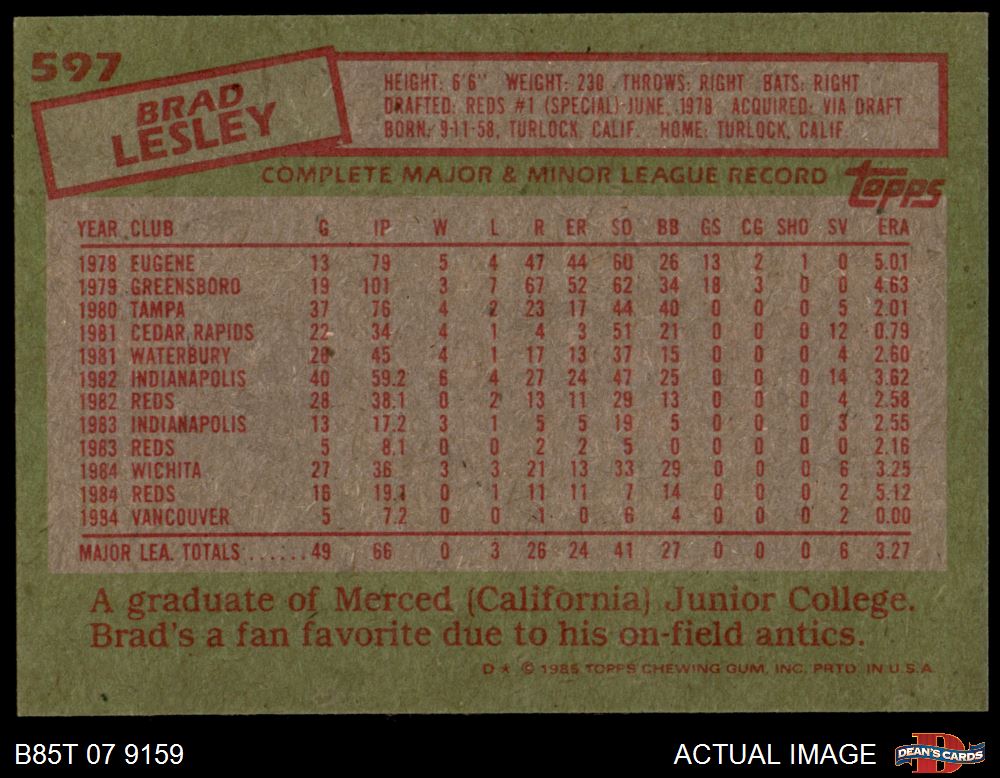 597
BRAD
LESLEY
HEIGHT: 6'6" WEIGHT: 230 THROWS: RIGHT BATS: RIGHT
DRAFTED: REDS #1 (SPECIAL)-JUNE, 1978 ACQUIRED: VIA DRAFT
BORN: 9-11-58, TURLOCK, CALIF. HOME: TURLOCK, CALIF.
COMPLETE MAJOR & MINOR LEAGUE RECORD topps
YEAR CLUB G IP W L R ER SO BB GS CG SHO SV ERA
1978 EUGENE 13 79 5 4 47 44 60 26 13 2 1 0 5.01
1979 GREENSBORO 19 101 3 7 67 52 62 34 18 3 0 0 4.63
1980 TAMPA 37 76 4 2 23 17 44 40 0 0 0 5 2.01
1981 CEDAR RAPIDS 22 34 4 1 4 3 51 21 0 0 0 12 0.79
1981 WATERBURY 26 45 4 1 17 13 37 15 0 0 0 4 2.60
1982 INDIANAPOLIS 40 59.2 6 4 27 24 47 25 0 0 0 14 3.62
1982 REDS 28 38.1 0 2 13 11 29 13 0 0 0 4 2.58
1983 INDIANAPOLIS 13 17.2 3 1 5 5 19 5 0 0 0 3 2.55
1983 REDS 5 8.1 0 0 2 2 5 0 0 0 0 0 2.16
1984 WICHITA 27 36 3 3 21 13 33 29 0 0 0 6 3.25
1984 REDS 16 19.1 0 1 11 11 7 14 0 0 0 2 5.12
1984 VANCOUVER 5 7.2 0 0 1 0 6 4 0 0 0 2 0.00
MAJOR LEA. TOTALS......49 66 0 3 26 24 41 27 0 0 0 6 3.27
A graduate of Merced (California) Junior College.
Brad's a fan favorite due to his on-field antics.
D* © 1985 TOPPS CHEWING GUM, INC. PRTD. IN U.S.A.
B85T 07 9159 ACTUAL IMAGE DEAN'S CARDS